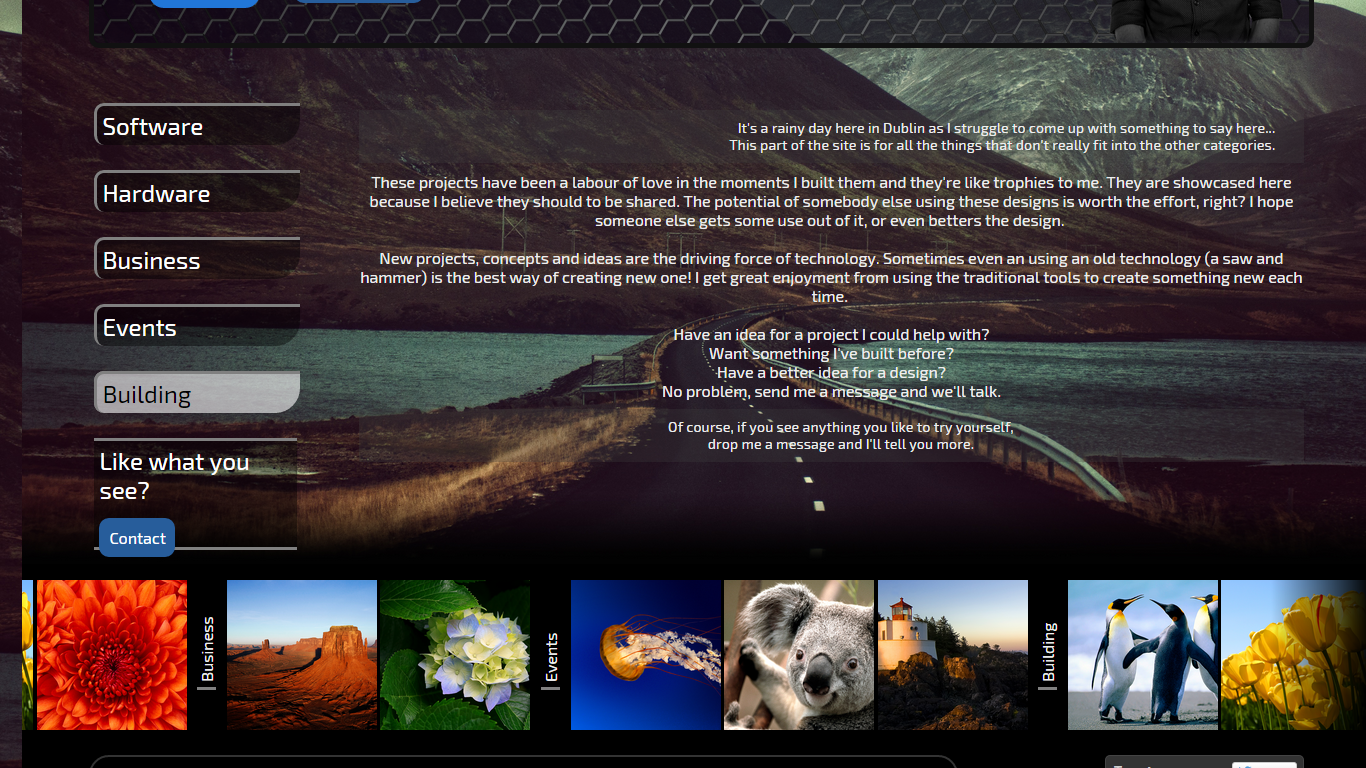 Software
Hardware
Business
Events
Building
Like what you
see?
Contact
It's a rainy day here in Dublin as I struggle to come up with something to say here...
This part of the site is for all the things that don't really fit into the other categories.
These projects have been a labour of love in the moments I built them and they're like trophies to me. They are showcased here
because I believe they should to be shared. The potential of somebody else using these designs is worth the effort, right? I hope
someone else gets some use out of it, or even betters the design.
New projects, concepts and ideas are the driving force of technology. Sometimes even an using an old technology (a saw and
hammer) is the best way of creating new one! I get great enjoyment from using the traditional tools to create something new each
time.
Have an idea for a project I could help with?
Want something I've built before?
Have a better idea for a design?
No problem, send me a message and we'll talk.
Of course, if you see anything you like to try yourself,
drop me a message and I'll tell you more.
Business
Events
Building